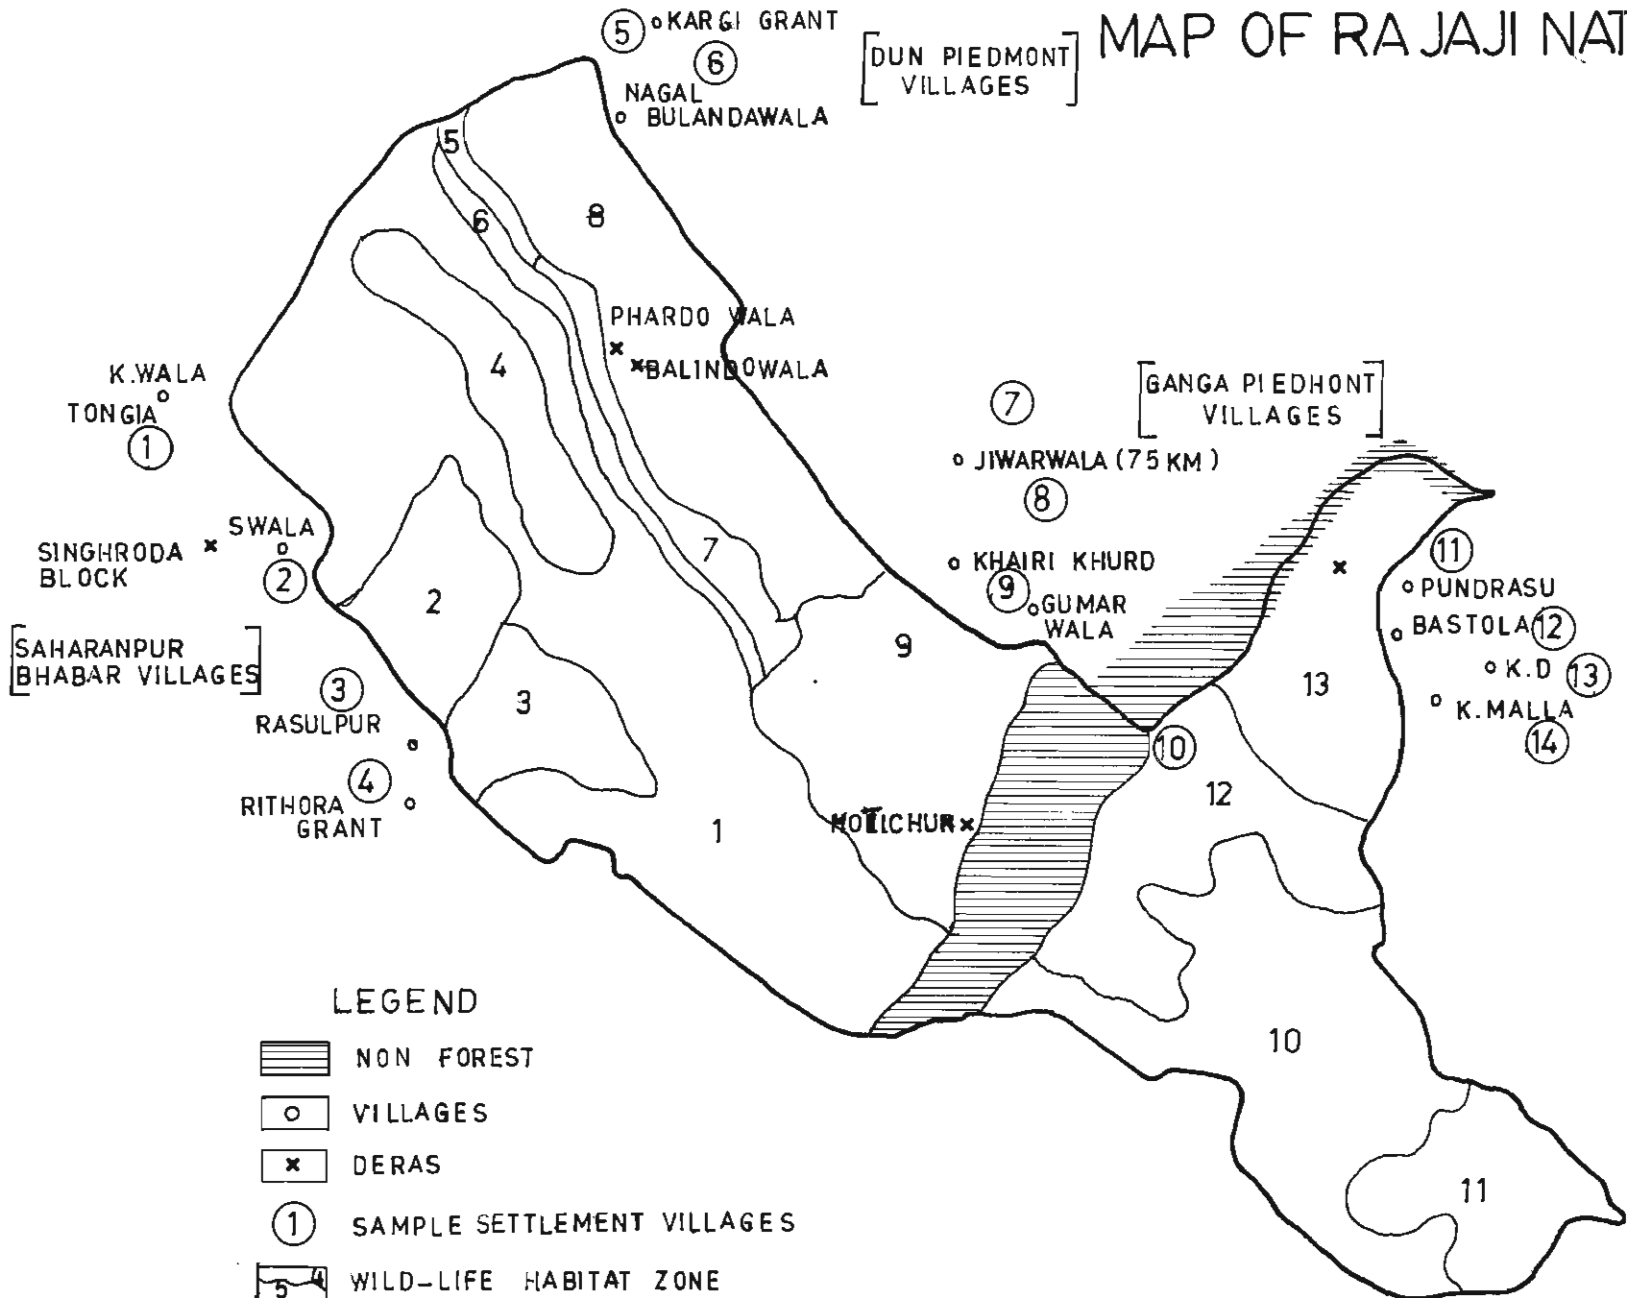 MAP OF RAJAJI NAT
5 KARGI GRANT
6
NAGAL
BULANDAWALA
[DUN PIEDMONT
VILLAGES]
5
6
8
4
PHARDO WALA
BALINDOWALA
K.WALA
TONGIA
1
7
[GANGA PIEDHONT
VILLAGES]
JIWARWALA (75KM)
8
SWALA
SINGHRODA
BLOCK
2
2
7
KHAIRI KHURD
9
GUMAR
WALA
11
PUNDRASU
BASTOLA 12
K.D 13
K.MALLA
14
[SAHARANPUR
BHABAR VILLAGES]
3
RASULPUR
3
9
13
10
4
RITHORA
GRANT
1
MOTICHUR
12
10
11
LEGEND
NON FOREST
VILLAGES
DERAS
1 SAMPLE SETTLEMENT VILLAGES
5 4 WILD-LIFE HABITAT ZONE